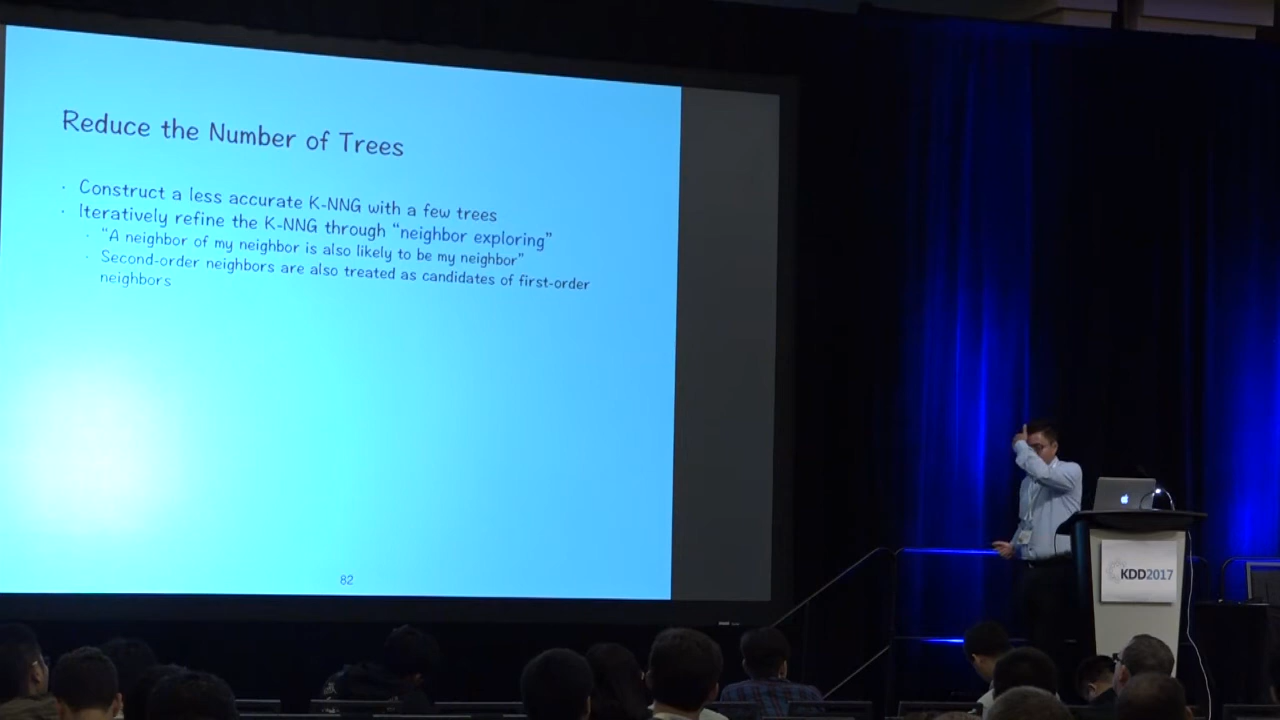 Reduce the Number of Trees
· Construct a less accurate K-NNG with a few trees
· Iteratively refine the K-NNG through “neighbor exploring”
· “A neighbor of my neighbor is also likely to be my neighbor”
· Second-order neighbors are also treated as candidates of first-order
neighbors
82
KDD2017